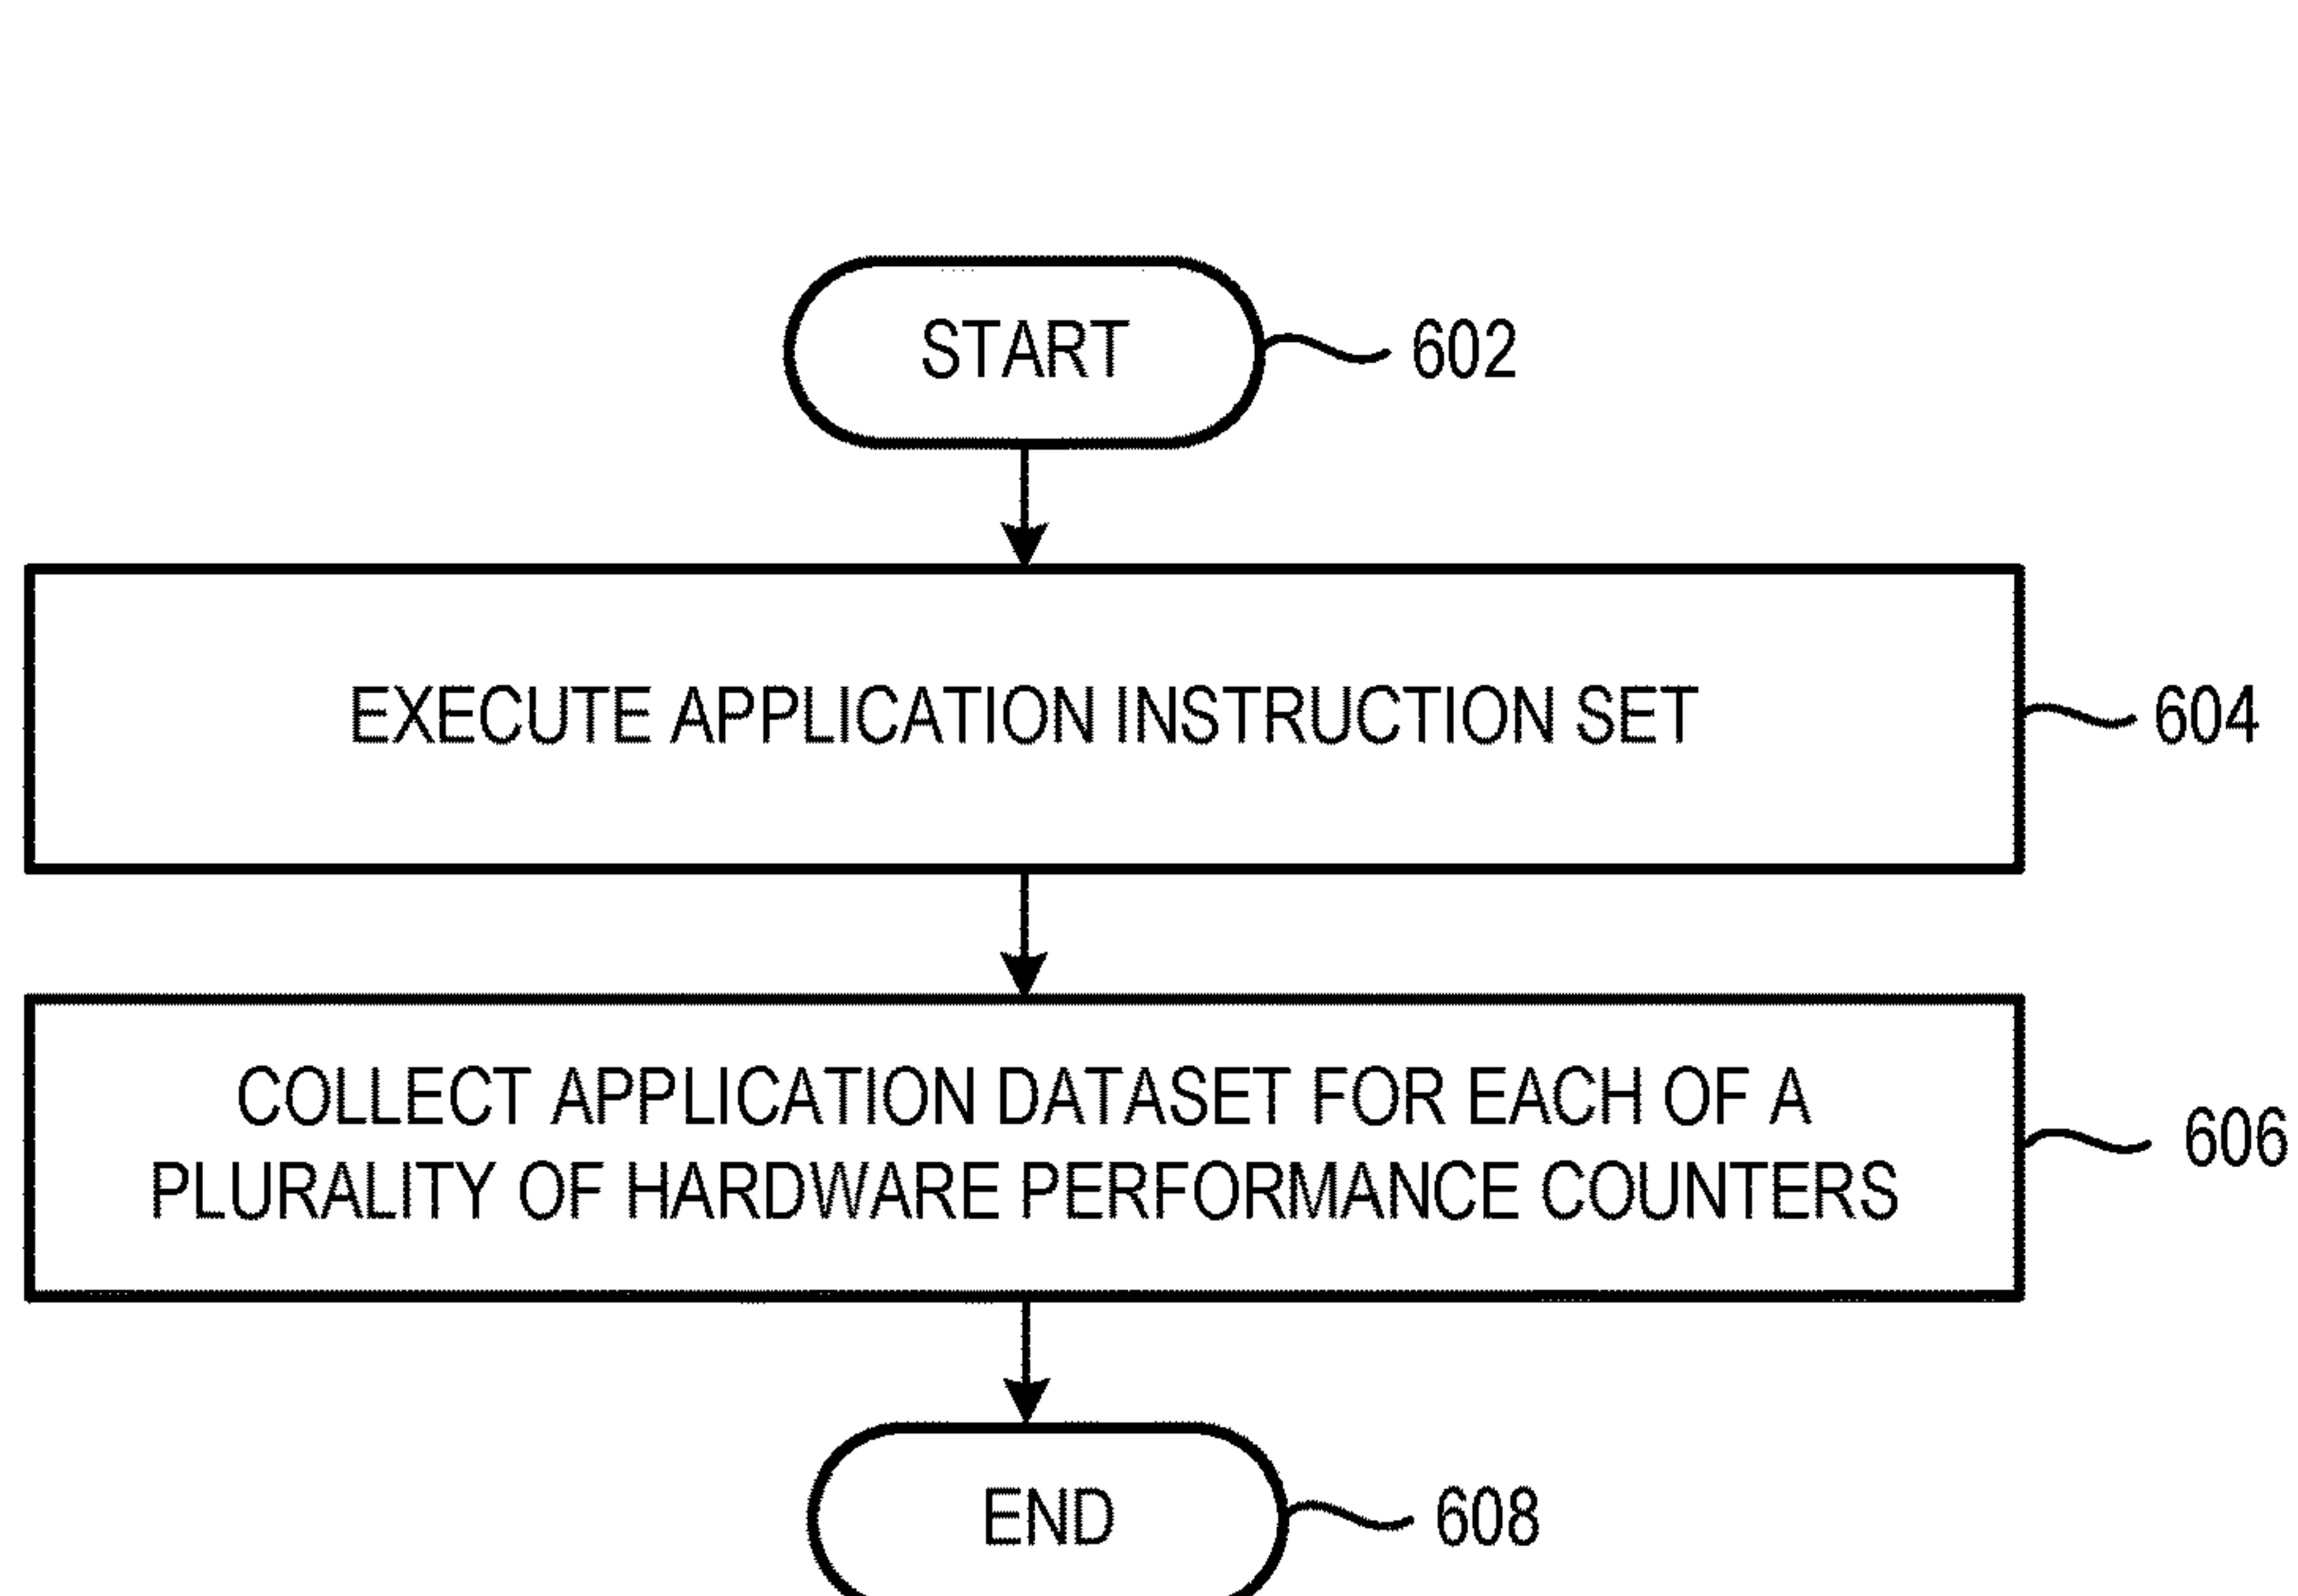 START
602
EXECUTE APPLICATION INSTRUCTION SET
604
COLLECT APPLICATION DATASET FOR EACH OF A
PLURALITY OF HARDWARE PERFORMANCE COUNTERS
606
END
608